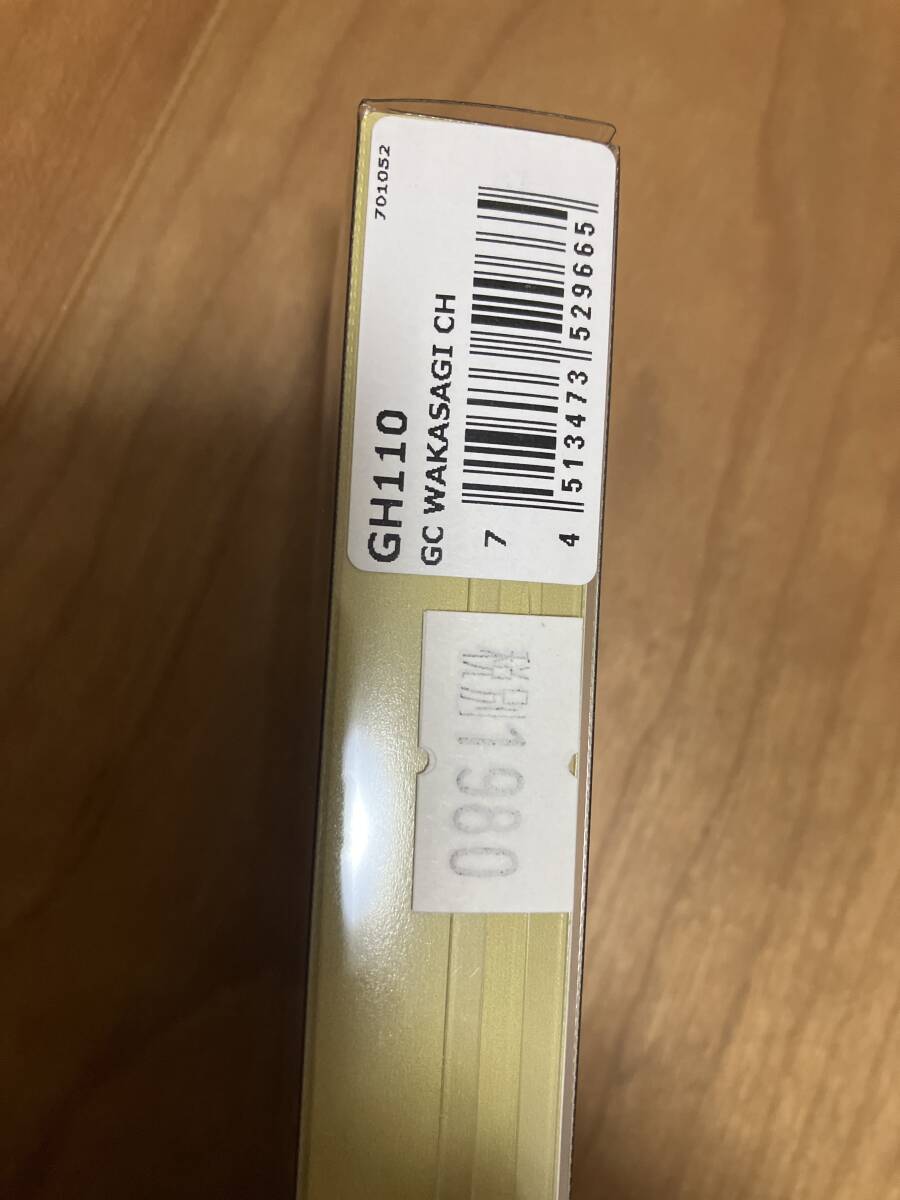 701052
GH110
GC WAKASAGI CH
7
4 513473 529665
税別1980